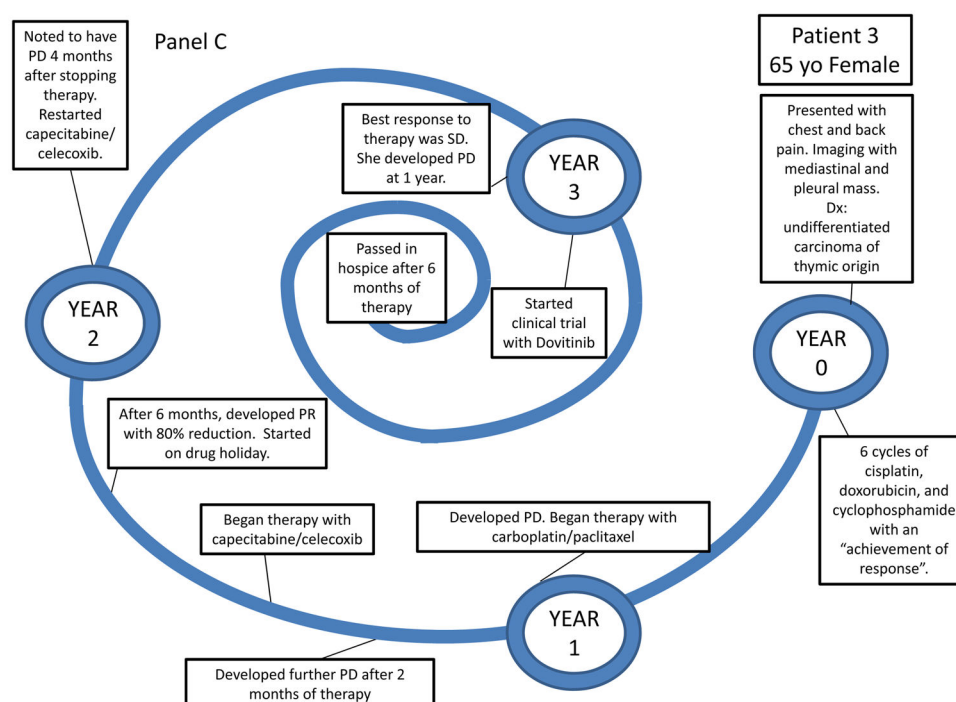 Panel C
Patient 3
65 yo Female
Presented with
chest and back
pain. Imaging with
mediastinal and
pleural mass.
Dx:
undifferentiated
carcinoma of
thymic origin
YEAR
0
6 cycles of
cisplatin,
doxorubicin, and
cyclophosphamide
with an
“achievement of
response”.
Developed PD. Began therapy with
carboplatin/paclitaxel
YEAR
1
Developed further PD after 2
months of therapy
Began therapy with
capecitabine/celecoxib
After 6 months, developed PR
with 80% reduction. Started
on drug holiday.
YEAR
2
Noted to have
PD 4 months
after stopping
therapy.
Restarted
capecitabine/
celecoxib.
Best response to
therapy was SD.
She developed PD
at 1 year.
YEAR
3
Started
clinical trial
with Dovitinib
Passed in
hospice after 6
months of
therapy